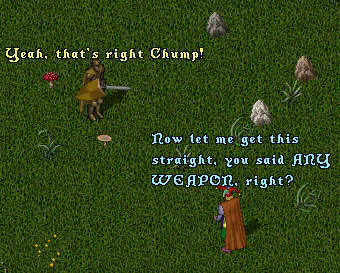 Yeah, that's right Chump!
Now let me get this
straight, you said ANY
WEAPON, right?